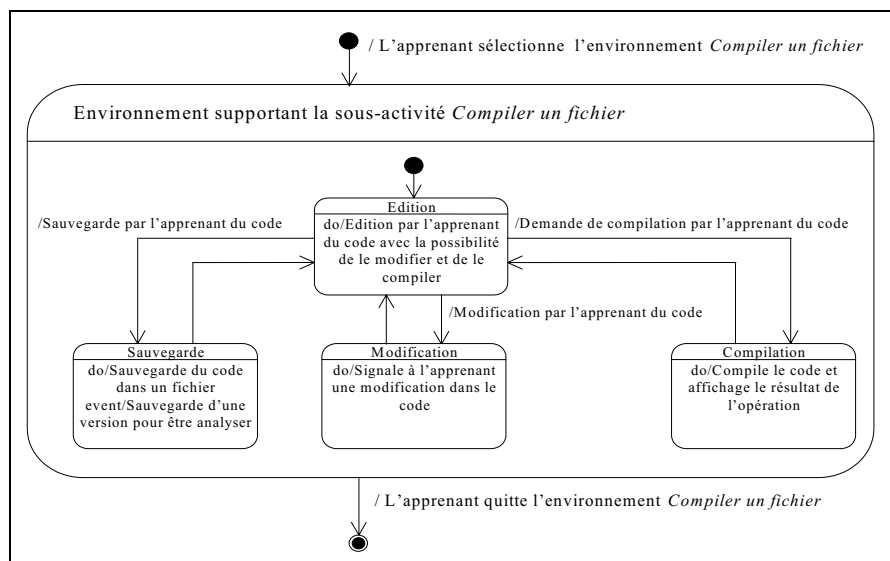 / L'apprenant sélectionne l'environnement Compiler un fichier
Environnement supportant la sous-activité Compiler un fichier
Edition
do/Edition par l'apprenant
du code avec la possibilité
de le modifier et de le
compiler
/Sauvegarde par l'apprenant du code
/Demande de compilation par l'apprenant du code
/Modification par l'apprenant du code
Sauvegarde
do/Sauvegarde du code
dans un fichier
event/Sauvegarde d'une
version pour être analyser
Modification
do/Signale à l'apprenant
une modification dans le
code
Compilation
do/Compile le code et
affichage le résultat de
l'opération
/ L'apprenant quitte l'environnement Compiler un fichier